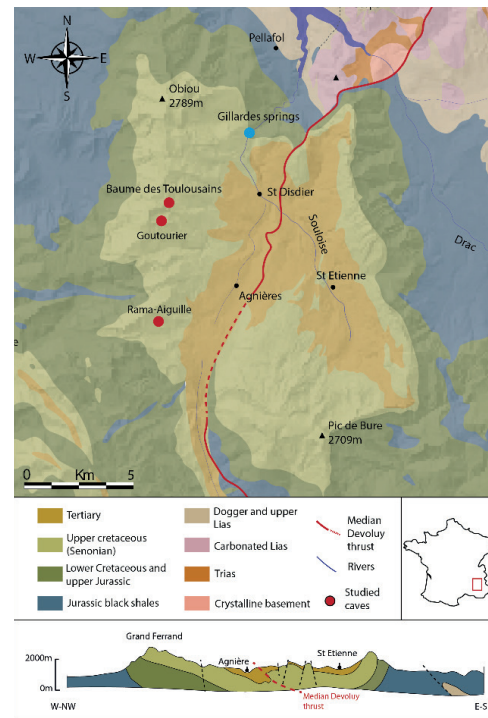 N
W
E
S
Pellafol
Obiou
2789m
Gillardes springs
Baume des Toulousains
St Disdier
Goutourier
Souloise
Drac
St Etienne
Agnières
Rama-Aiguille
e
Pic de Bure
2709m
0 Km 5
Tertiary
Upper cretaceous
(Senonian)
Lower Cretaceous and
upper Jurassic
Jurassic black shales
Dogger and upper
Lias
Carbonated Lias
Trias
Crystalline basement
Median
Devoluy
thrust
Rivers
Studied
caves
Grand Ferrand
2000m
Agnière
St Etienne
0m
Median Devoluy
thrust
W-NW
E-S